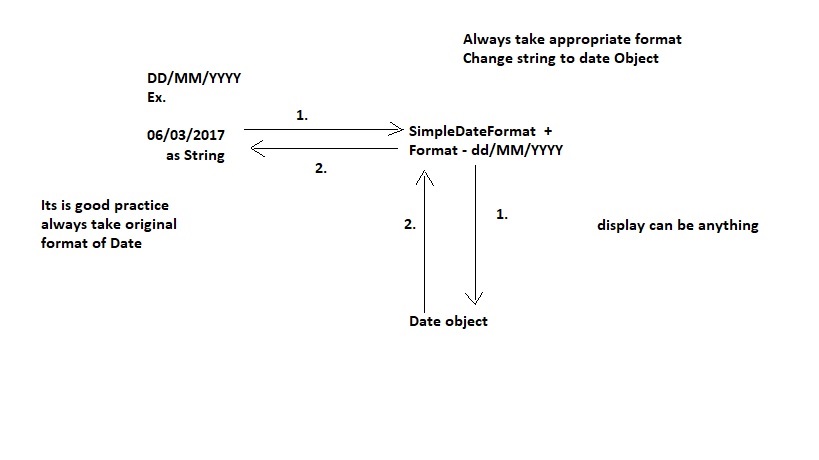 Always take appropriate format
Change string to date Object
DD/MM/YYYY
Ex.
1.
06/03/2017
as String
SimpleDateFormat +
Format - dd/MM/YYYY
2.
Its is good practice
always take original
format of Date
2.
1.
display can be anything
Date object